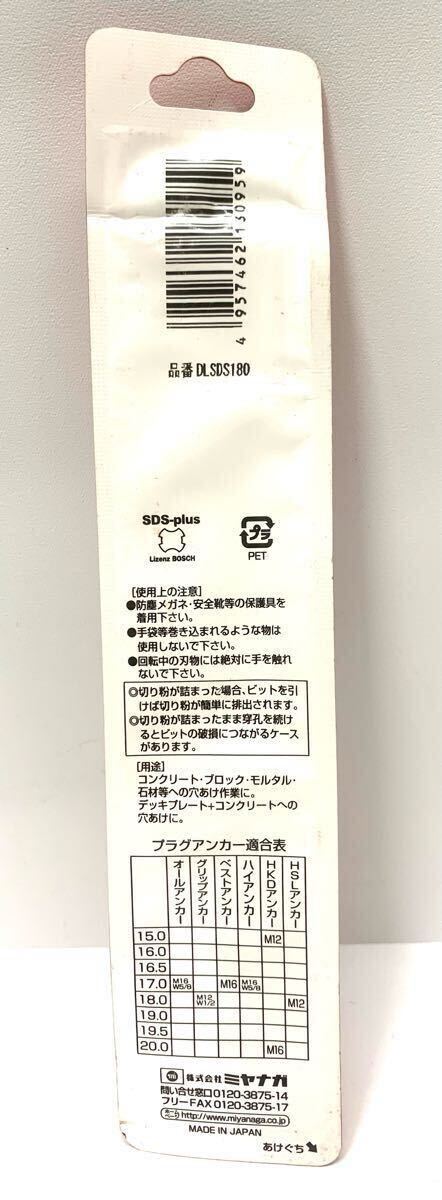 4 957462 130959
品番 DLSDS180
SDS-plus
Lizenz BOSCH
プラ
PET
[使用上の注意]
●防塵メガネ・安全靴等の保護具を
着用下さい。
●手袋等巻き込まれるような物は
使用しないで下さい。
●回転中の刃物には絶対に手を触れ
ないで下さい。
◎切り粉が詰まった場合、ビットを引
けば切り粉が簡単に排出されます。
◎切り粉が詰まったまま穿孔を続け
るとビットの破損につながるケース
があります。
[用途]
コンクリート・ブロック・モルタル・
石材等への穴あけ作業に。
デッキプレート+コンクリートへの
穴あけに。
プラグアンカー適合表
オールアンカー グリップアンカー ベストアンカー ハイアンカー HKDアンカー HSLアンカー
15.0 M12
16.0
16.5
17.0 M16 W5/8 M16 M16 W5/8
18.0 M12 W1/2 M12
19.0
19.5
20.0 M16
株式会社 ミヤナガ
問い合せ窓口0120-3875-14
フリーFAX 0120-3875-17
http://www.miyanaga.co.jp
MADE IN JAPAN
あけぐち